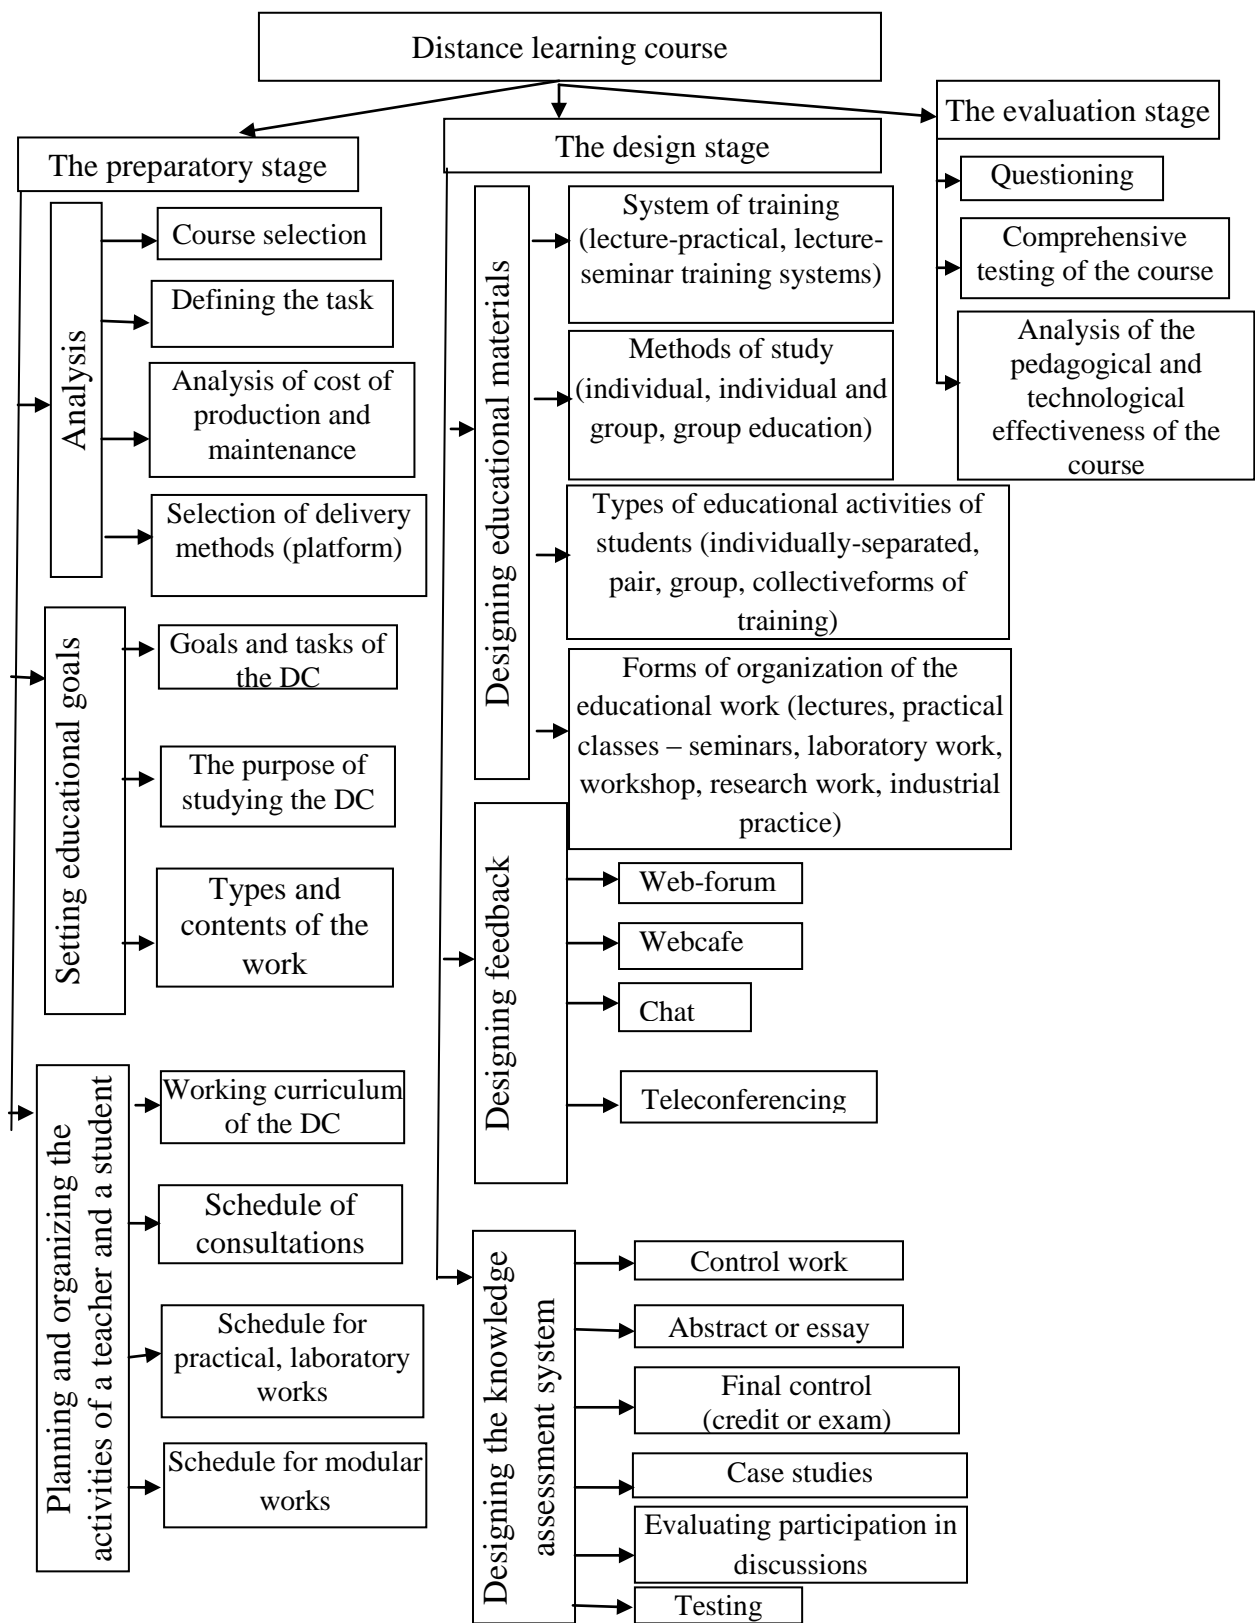 Distance learning course
The preparatory stage
Analysis
Course selection
Defining the task
Analysis of cost of
production and
maintenance
Selection of delivery
methods (platform)
Setting educational goals
Goals and tasks of
the DC
The purpose of
studying the DC
Types and
contents of the
work
Planning and organizing the
activities of a teacher and a student
Working curriculum
of the DC
Schedule of
consultations
Schedule for
practical, laboratory
works
Schedule for modular
works
The design stage
Designing educational materials
System of training
(lecture-practical, lecture-
seminar training systems)
Methods of study
(individual, individual and
group, group education)
Types of educational activities of
students (individually-separated,
pair, group, collectiveforms of
training)
Forms of organization of the
educational work (lectures, practical
classes – seminars, laboratory work,
workshop, research work, industrial
practice)
Designing feedback
Web-forum
Webcafe
Chat
Teleconferencing
Designing the knowledge
assessment system
Control work
Abstract or essay
Final control
(credit or exam)
Case studies
Evaluating participation in
discussions
Testing
The evaluation stage
Questioning
Comprehensive
testing of the course
Analysis of the
pedagogical and
technological
effectiveness of the
course